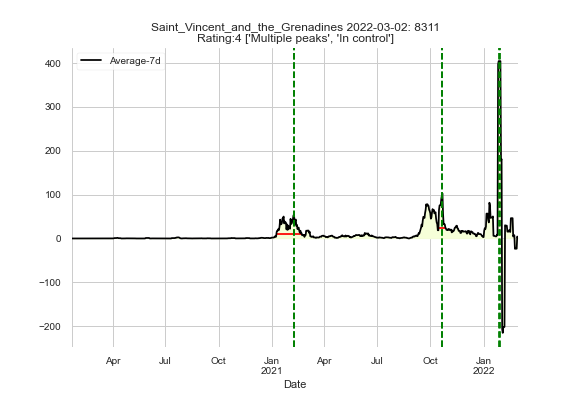 Saint_Vincent_and_the_Grenadines 2022-03-02: 8311
Rating:4 ['Multiple peaks', 'In control']
Average-7d
400
300
200
100
0
−100
−200
Apr
Jul
Oct
Jan
2021
Apr
Jul
Oct
Jan
2022
Date